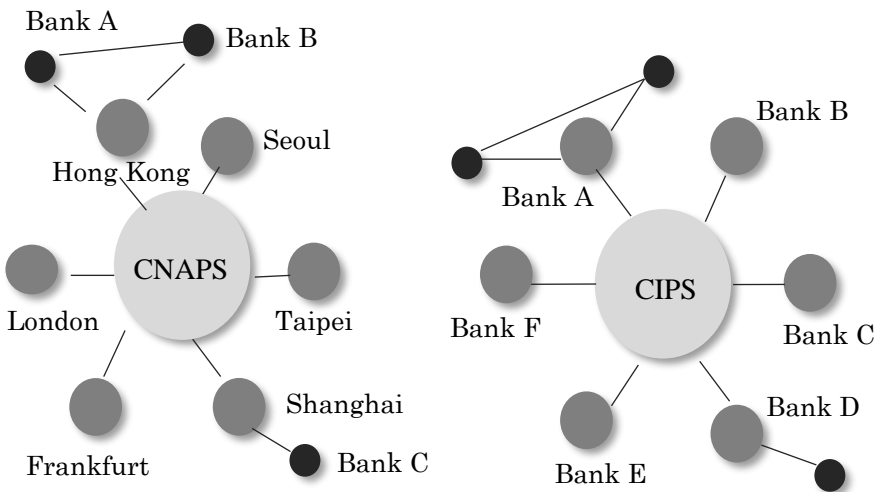 Bank A
Bank B
Seoul
Hong Kong
CNAPS
London
Taipei
Shanghai
Frankfurt
Bank C
Bank B
Bank A
CIPS
Bank F
Bank C
Bank D
Bank E